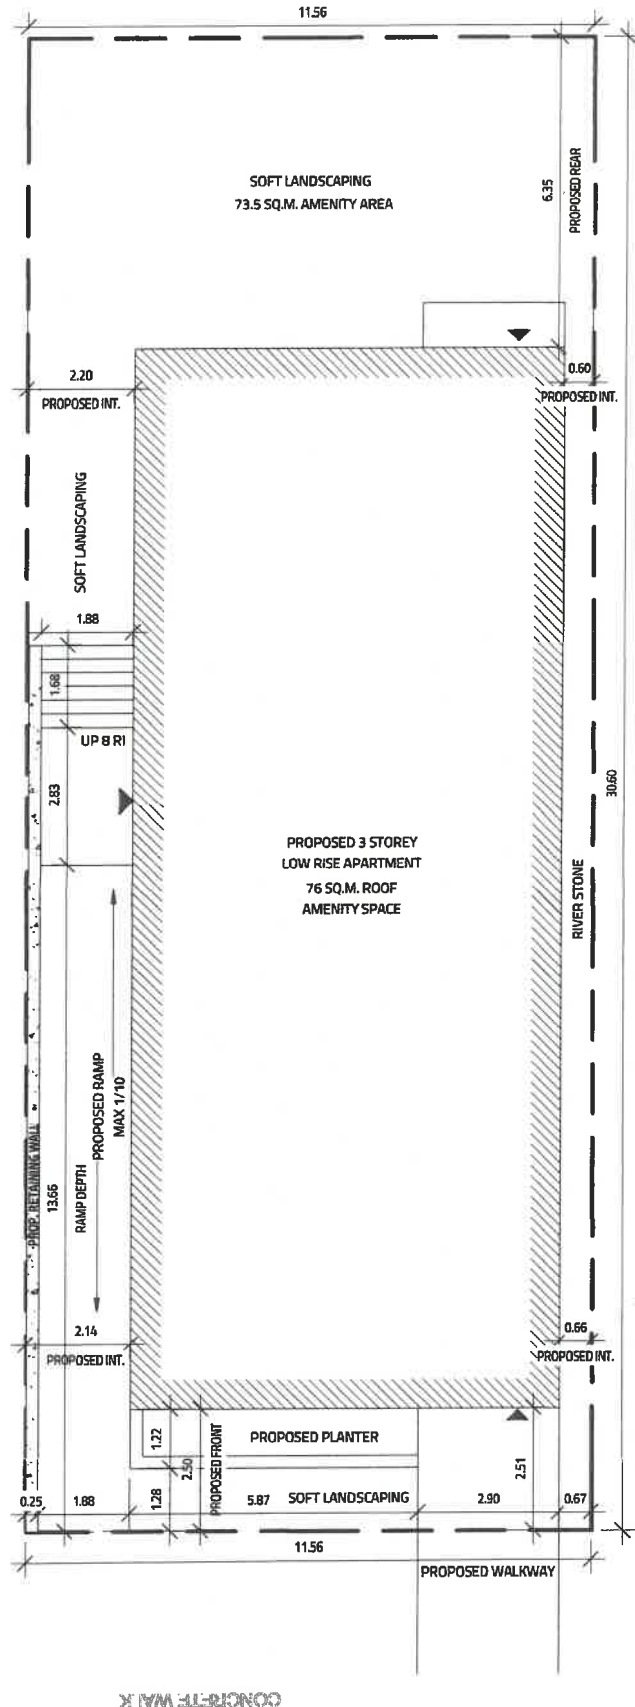 11.56
SOFT LANDSCAPING
73.5 SQ.M. AMENITY AREA
6.35
PROPOSED REAR
2.20
PROPOSED INT.
0.60
PROPOSED INT.
SOFT LANDSCAPING
1.88
1.68
UP 8 RI
2.83
30.60
PROPOSED 3 STOREY
LOW RISE APARTMENT
76 SQ.M. ROOF
AMENITY SPACE
RIVER STONE
PROPOSED RAMP
MAX 1/10
PROP. RETAINING WALL
13.66
RAMP DEPTH
2.14
PROPOSED INT.
0.66
PROPOSED INT.
1.22
2.50
PROPOSED FRONT
PROPOSED PLANTER
2.51
0.25
1.88
1.28
5.87
SOFT LANDSCAPING
2.90
0.67
11.56
PROPOSED WALKWAY
CONCRETE WALK